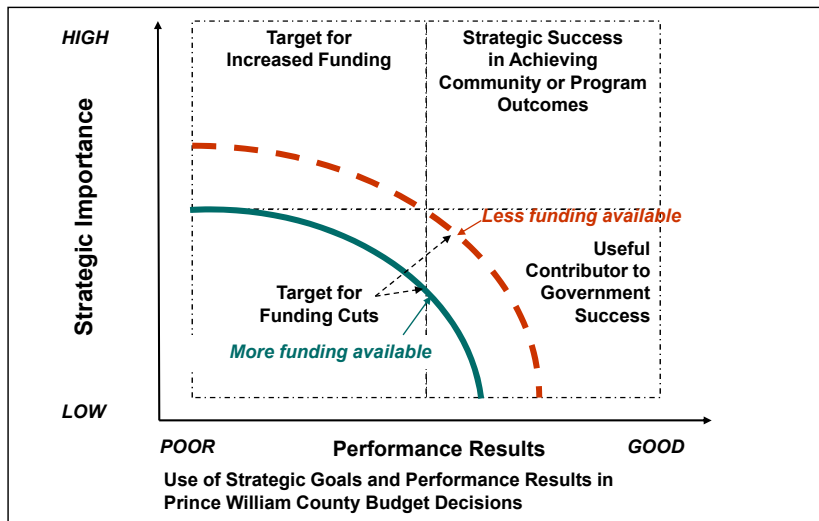 HIGH
Target for
Increased Funding
Strategic Success
in Achieving
Community or Program
Outcomes
Strategic Importance
Less funding available
Useful
Contributor to
Government
Success
Target for
Funding Cuts
More funding available
LOW
POOR
Performance Results
GOOD
Use of Strategic Goals and Performance Results in
Prince William County Budget Decisions